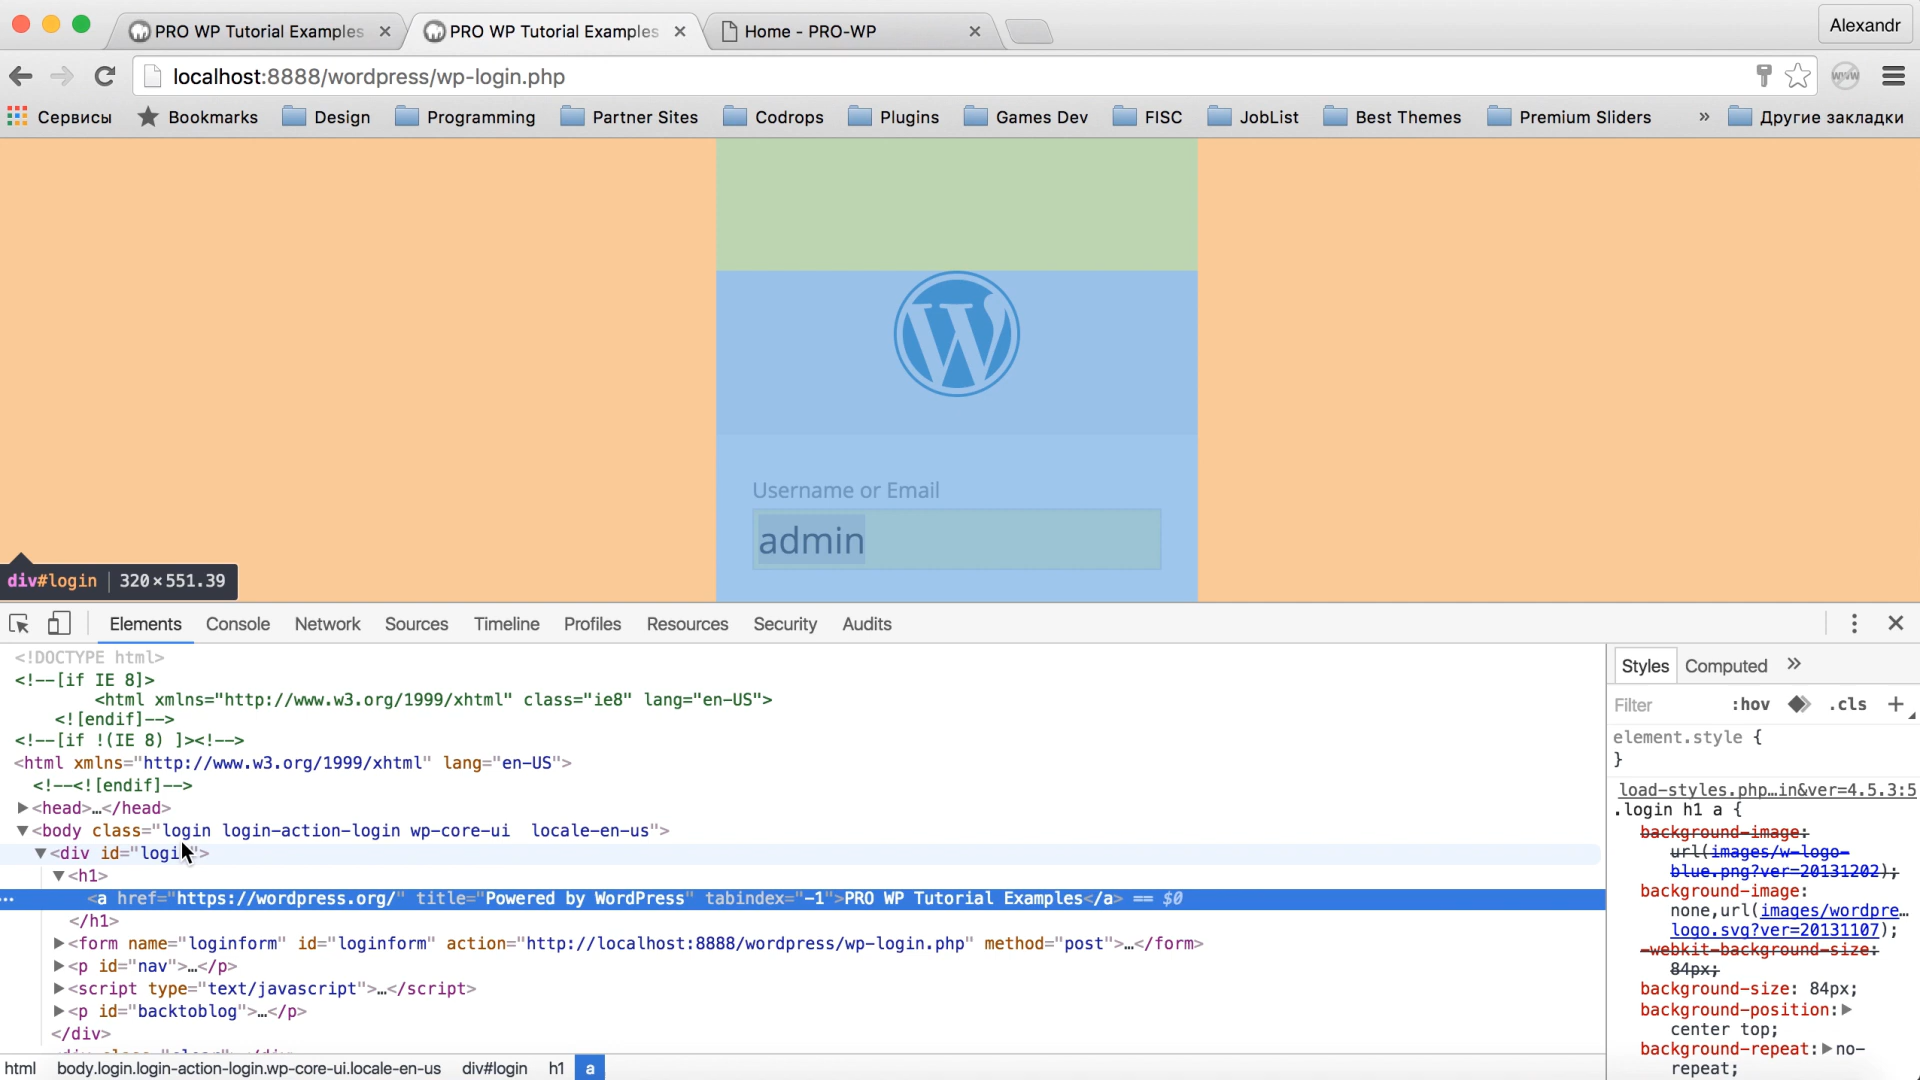 PRO WP Tutorial Examples
PRO WP Tutorial Examples
Home - PRO-WP
Alexandr
localhost:8888/wordpress/wp-login.php
www
Сервисы
Bookmarks
Design
Programming
Partner Sites
Codrops
Plugins
Games Dev
FISC
JobList
Best Themes
Premium Sliders
»
Другие закладки
W
Username or Email
admin
div#login
320×551.39
Elements
Console
Network
Sources
Timeline
Profiles
Resources
Security
Audits
<!DOCTYPE html>
<!--[if IE 8]>
<html xmlns="http://www.w3.org/1999/xhtml" class="ie8" lang="en-US">
<![endif]-->
<!--[if !(IE 8) ]><!-->
<html xmlns="http://www.w3.org/1999/xhtml" lang="en-US">
<!--<![endif]-->
<head>…</head>
<body class="login login-action-login wp-core-ui  locale-en-us">
<div id="logi">
<h1>
<a href="https://wordpress.org/" title="Powered by WordPress" tabindex="-1">PRO WP Tutorial Examples</a> == $0
</h1>
<form name="loginform" id="loginform" action="http://localhost:8888/wordpress/wp-login.php" method="post">…</form>
<p id="nav">…</p>
<script type="text/javascript">…</script>
<p id="backtoblog">…</p>
</div>
html
body.login.login-action-login.wp-core-ui.locale-en-us
div#login
h1
a
Styles
Computed
»
Filter
:hov
.cls
+
element.style {
}
load-styles.php…in&ver=4.5.3:5
.login h1 a {
background-image:
url(images/w-logo-
blue.png?ver=20131202);
background-image:
none,url(images/wordpre…
logo.svg?ver=20131107);
-webkit-background-size:
84px;
background-size: 84px;
background-position:
center top;
background-repeat: no-
repeat;